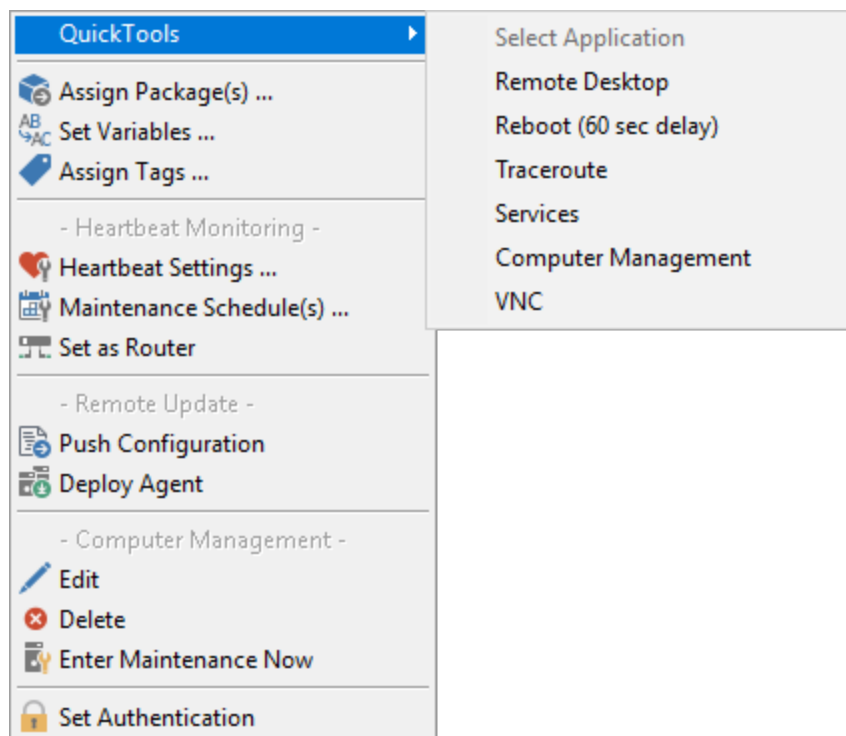 QuickTools
Assign Package(s) ...
AB
AC
Set Variables ...
Assign Tags ...
- Heartbeat Monitoring -
Heartbeat Settings ...
Maintenance Schedule(s) ...
Set as Router
- Remote Update -
Push Configuration
Deploy Agent
- Computer Management -
Edit
Delete
Enter Maintenance Now
Set Authentication
Select Application
Remote Desktop
Reboot (60 sec delay)
Traceroute
Services
Computer Management
VNC